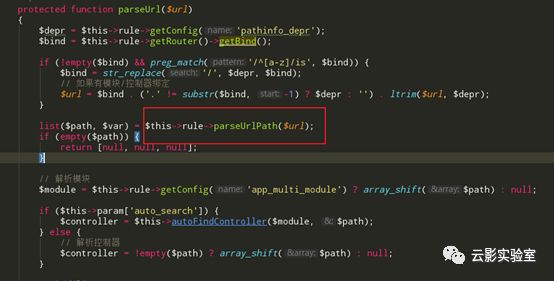 protected function parseUrl($url)
{
$depr = $this->rule->getConfig( name: 'pathinfo_depr');
$bind = $this->rule->getRouter()->getBind();
if (!empty($bind) && preg_match( pattern: '/^[a-z]/is', $bind)) {
$bind = str_replace( search: '/', $depr, $bind);
// 如果有模块/控制器绑定
$url = $bind . ('.' != substr($bind, start: -1) ? $depr : '') . ltrim($url, $depr);
}
list($path, $var) = $this->rule->parseUrlPath($url);
if (empty($path)) {
return [null, null, null];
}
// 解析模块
$module = $this->rule->getConfig( name: 'app_multi_module') ? array_shift( &array: $path) : null;
if ($this->param['auto_search']) {
$controller = $this->autoFindController($module, &: $path);
} else {
// 解析控制器
$controller = !empty($path) ? array_shift( &array: $path) : null;
}
云影实验室